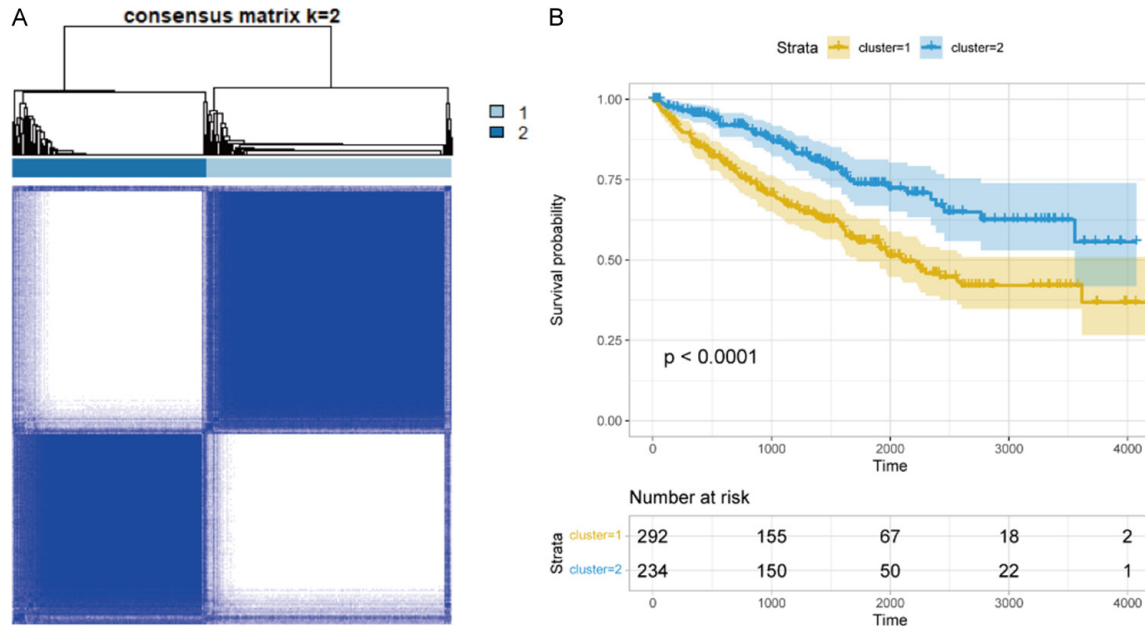 A
consensus matrix k=2
1
2
B
Strata cluster=1 cluster=2
1.00
0.75
0.50
0.25
0.00
Survival probability
p < 0.0001
0 1000 2000 3000 4000
Time
Number at risk
Strata
cluster=1 292 155 67 18 2
cluster=2 234 150 50 22 1
0 1000 2000 3000 4000
Time